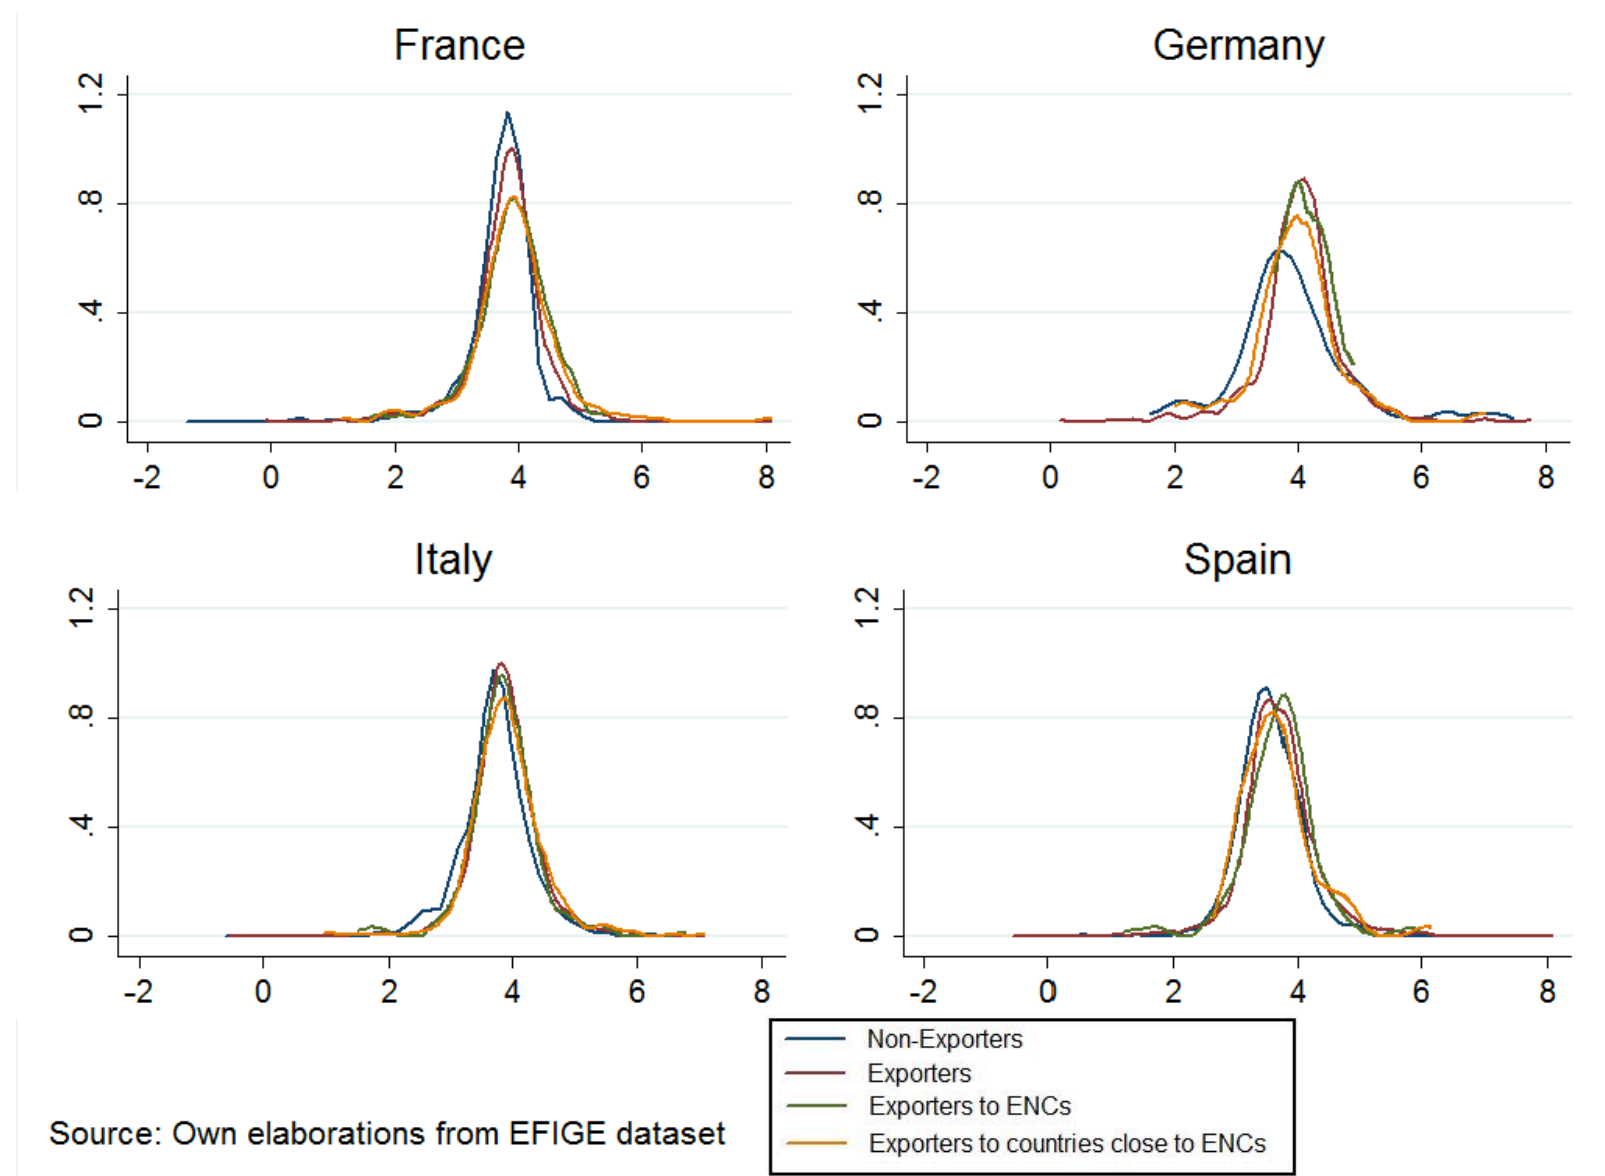 France
Germany
1.2
.8
.4
0
-2 0 2 4 6 8
1.2
.8
.4
0
-2 0 2 4 6 8
Italy
Spain
1.2
.8
.4
0
-2 0 2 4 6 8
1.2
.8
.4
0
-2 0 2 4 6 8
Non-Exporters
Exporters
Exporters to ENCs
Exporters to countries close to ENCs
Source: Own elaborations from EFIGE dataset